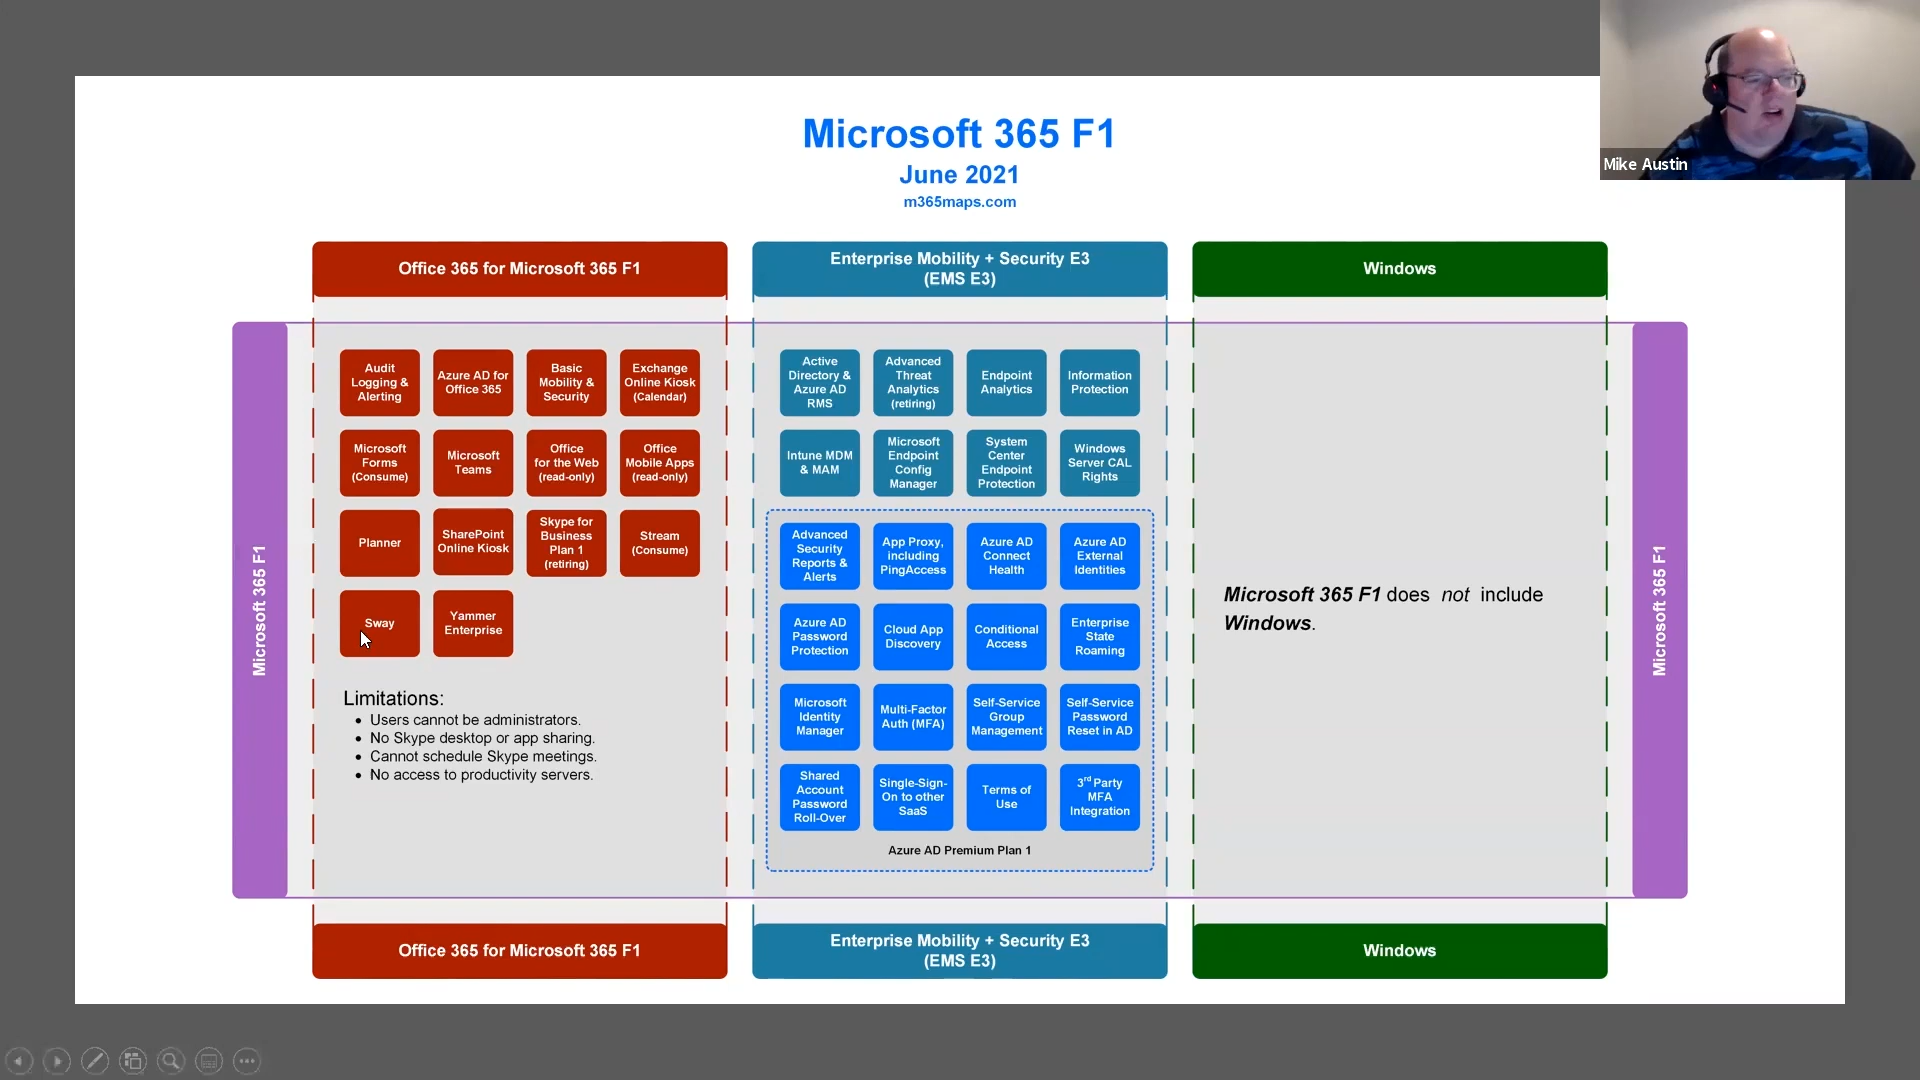 Mike Austin
Microsoft 365 F1
June 2021
m365maps.com
Office 365 for Microsoft 365 F1
Enterprise Mobility + Security E3
(EMS E3)
Windows
Microsoft 365 F1
Audit
Logging &
Alerting
Azure AD for
Office 365
Basic
Mobility &
Security
Exchange
Online Kiosk
(Calendar)
Microsoft
Forms
(Consume)
Microsoft
Teams
Office
for the Web
(read-only)
Office
Mobile Apps
(read-only)
Planner
SharePoint
Online Kiosk
Skype for
Business
Plan 1
(retiring)
Stream
(Consume)
Sway
Yammer
Enterprise
Limitations:
• Users cannot be administrators.
• No Skype desktop or app sharing.
• Cannot schedule Skype meetings.
• No access to productivity servers.
Active
Directory &
Azure AD
RMS
Advanced
Threat
Analytics
(retiring)
Endpoint
Analytics
Information
Protection
Intune MDM
& MAM
Microsoft
Endpoint
Config
Manager
System
Center
Endpoint
Protection
Windows
Server CAL
Rights
Advanced
Security
Reports &
Alerts
App Proxy,
including
PingAccess
Azure AD
Connect
Health
Azure AD
External
Identities
Azure AD
Password
Protection
Cloud App
Discovery
Conditional
Access
Enterprise
State
Roaming
Microsoft
Identity
Manager
Multi-Factor
Auth (MFA)
Self-Service
Group
Management
Self-Service
Password
Reset in AD
Shared
Account
Password
Roll-Over
Single-Sign-
On to other
SaaS
Terms of
Use
3rd Party
MFA
Integration
Azure AD Premium Plan 1
Microsoft 365 F1 does not include
Windows.
Microsoft 365 F1
Office 365 for Microsoft 365 F1
Enterprise Mobility + Security E3
(EMS E3)
Windows